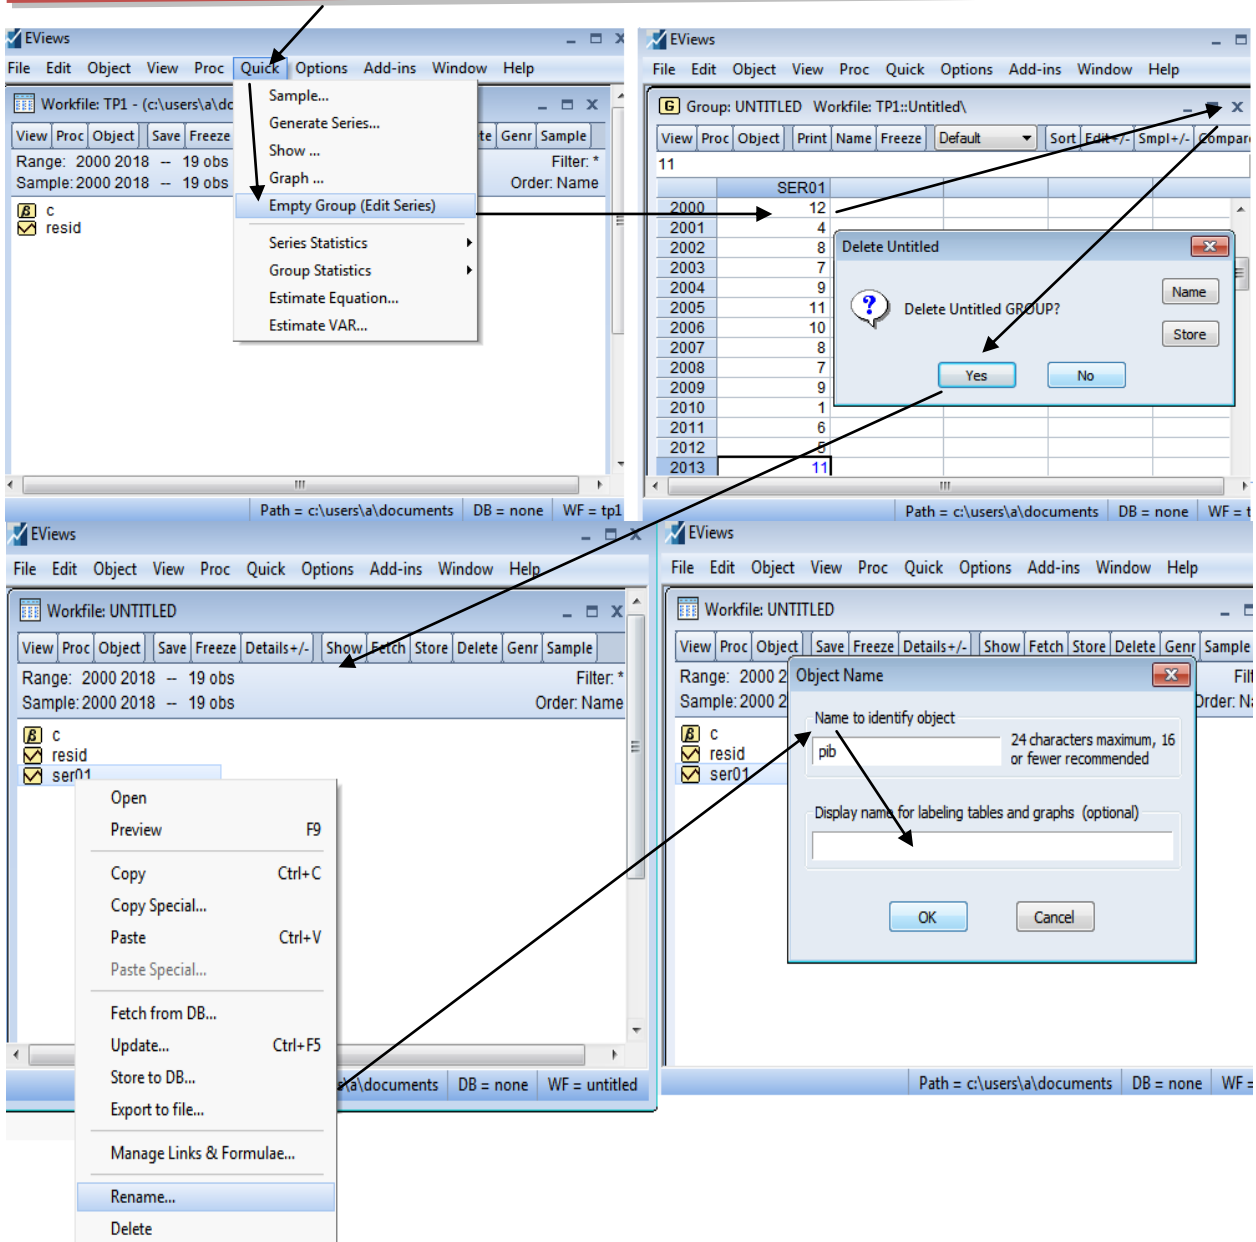 EViews
File Edit Object View Proc Quick Options Add-ins Window Help
Workfile: TP1 - (c:\users\a\dc
View Proc Object Save Freeze te Genr Sample
Range: 2000 2018 -- 19 obs Filter: *
Sample: 2000 2018 -- 19 obs Order: Name
c
resid
Sample...
Generate Series...
Show ...
Graph ...
Empty Group (Edit Series)
Series Statistics
Group Statistics
Estimate Equation...
Estimate VAR...
Path = c:\users\a\documents DB = none WF = tp1
EViews
File Edit Object View Proc Quick Options Add-ins Window Help
G Group: UNTITLED Workfile: TP1::Untitled\
View Proc Object Print Name Freeze Default Sort Edit+/- Smpl+/- Compar
11
SER01
2000 12
2001 4
2002 8
2003 7
2004 9
2005 11
2006 10
2007 8
2008 7
2009 9
2010 1
2011 6
2012 5
2013 11
Delete Untitled
Delete Untitled GROUP?
Name
Store
Yes No
Path = c:\users\a\documents DB = none WF = t
EViews
File Edit Object View Proc Quick Options Add-ins Window Help
Workfile: UNTITLED
View Proc Object Save Freeze Details+/- Show Fetch Store Delete Genr Sample
Range: 2000 2018 -- 19 obs Filter: *
Sample: 2000 2018 -- 19 obs Order: Name
β c
resid
ser01
Open
Preview F9
Copy Ctrl+C
Copy Special...
Paste Ctrl+V
Paste Special...
Fetch from DB...
Update... Ctrl+F5
Store to DB...
Export to file...
Manage Links & Formulae...
Rename...
Delete
s\a\documents DB = none WF = untitled
EViews
File Edit Object View Proc Quick Options Add-ins Window Help
Workfile: UNTITLED
View Proc Object Save Freeze Details+/- Show Fetch Store Delete Genr Sample
Range: 2000 2 Filt
Sample: 2000 2 Order: Na
β c
resid
ser01
Object Name
Name to identify object
pib
24 characters maximum, 16
or fewer recommended
Display name for labeling tables and graphs (optional)
OK Cancel
Path = c:\users\a\documents DB = none WF =